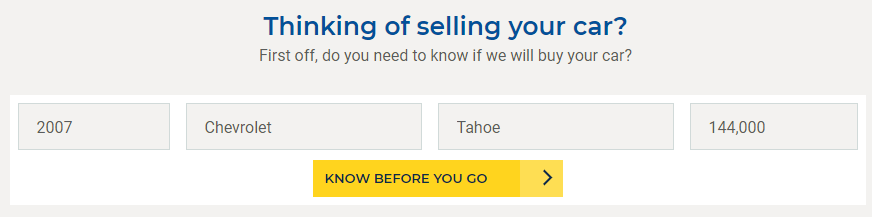 Thinking of selling your car?
First off, do you need to know if we will buy your car?
2007 Chevrolet Tahoe 144,000
KNOW BEFORE YOU GO